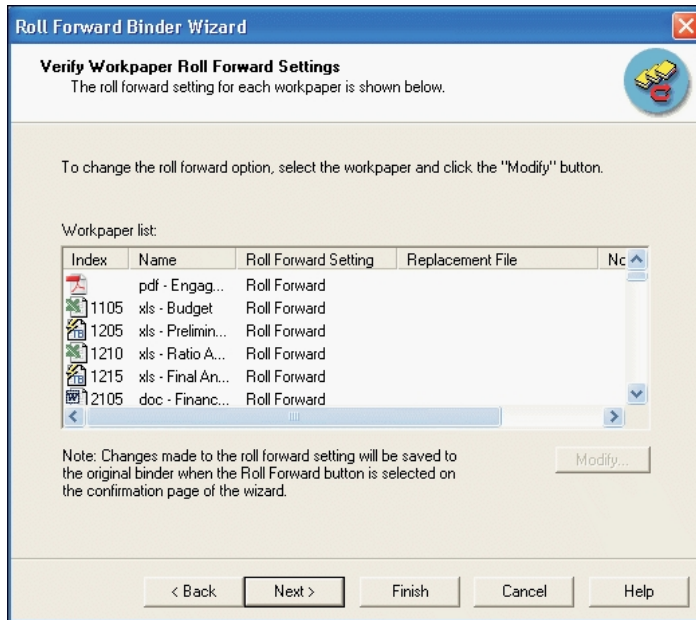 Roll Forward Binder Wizard
Verify Workpaper Roll Forward Settings
The roll forward setting for each workpaper is shown below.
To change the roll forward option, select the workpaper and click the "Modify" button.
Workpaper list:
Index Name Roll Forward Setting Replacement File Nc
pdf - Engag... Roll Forward
1105 xls - Budget Roll Forward
TB 1205 xls - Prelimin... Roll Forward
1210 xls - Ratio A... Roll Forward
TB 1215 xls - Final An... Roll Forward
12105 doc - Financ... Roll Forward
Note: Changes made to the roll forward setting will be saved to
the original binder when the Roll Forward button is selected on
the confirmation page of the wizard.
Modify...
< Back Next > Finish Cancel Help